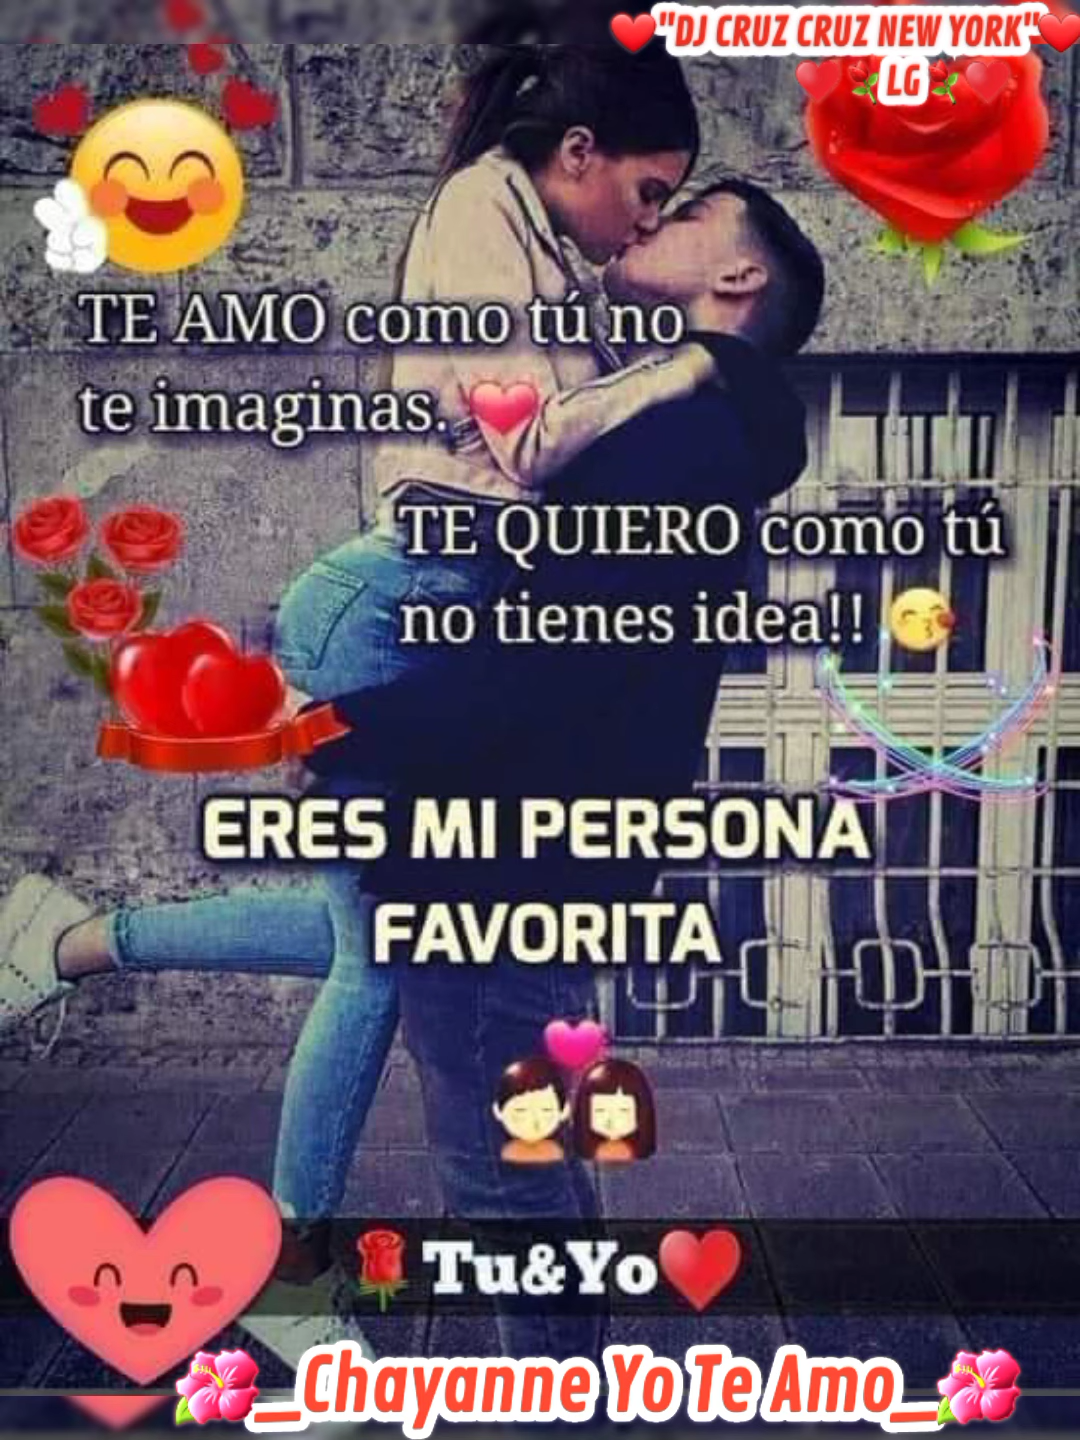 ❤️"DJ CRUZ CRUZ NEW YORK"❤️
❤️🌹LG🌹❤️
TE AMO como tú no
te imaginas. ❤️
TE QUIERO como tú
no tienes idea!! 😘
ERES MI PERSONA
FAVORITA
🌹Tu&Yo❤️
🌺_Chayanne Yo Te Amo_🌺